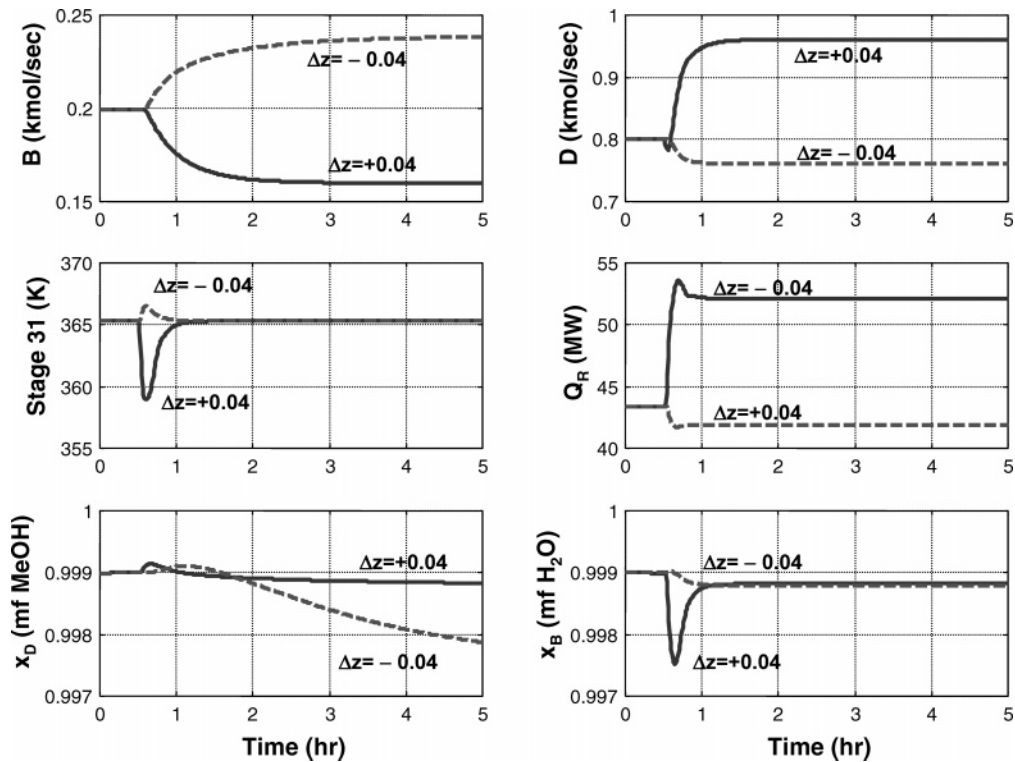 B (kmol/sec)
0.25
0.2
0.15
0 1 2 3 4 5
Δz= − 0.04
Δz=+0.04
D (kmol/sec)
1
0.9
0.8
0.7
0 1 2 3 4 5
Δz=+0.04
Δz= − 0.04
Stage 31 (K)
370
365
360
355
0 1 2 3 4 5
Δz= − 0.04
Δz=+0.04
QR (MW)
55
50
45
40
0 1 2 3 4 5
Δz= − 0.04
Δz=+0.04
xD (mf MeOH)
1
0.999
0.998
0.997
0 1 2 3 4 5
Δz=+0.04
Δz= − 0.04
Time (hr)
xB (mf H2O)
1
0.999
0.998
0.997
0 1 2 3 4 5
Δz= − 0.04
Δz=+0.04
Time (hr)